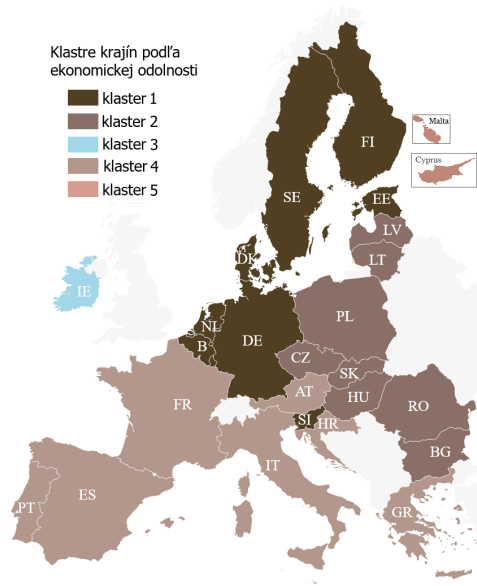 Klastre krajín podľa
ekonomickej odolnosti
klaster 1
klaster 2
klaster 3
klaster 4
klaster 5
Malta
Cyprus
FI
SE
EE
LV
DK
LT
IE
NL
PL
DE
B
CZ
SK
AT
HU
FR
RO
SI
HR
BG
IT
ES
PT
GR